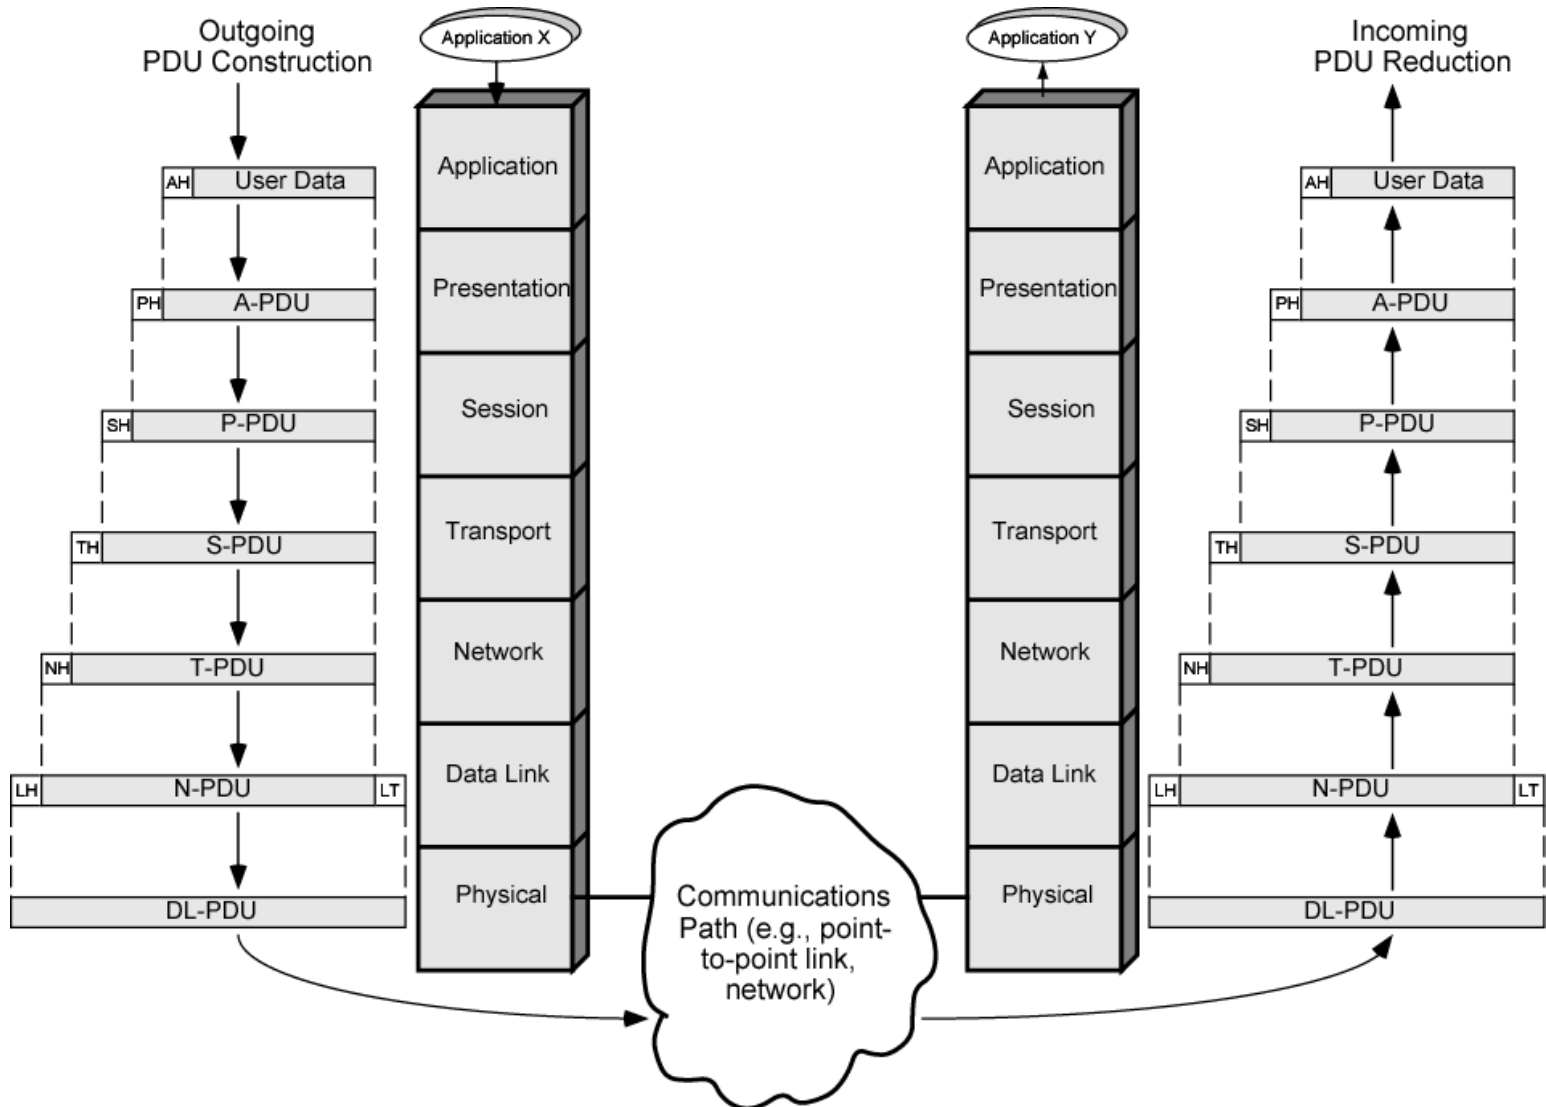 Outgoing
PDU Construction
Application X
Application Y
Incoming
PDU Reduction
AH
User Data
Application
Application
AH
User Data
PH
A-PDU
Presentation
Presentation
PH
A-PDU
SH
P-PDU
Session
Session
SH
P-PDU
TH
S-PDU
Transport
Transport
TH
S-PDU
NH
T-PDU
Network
Network
NH
T-PDU
LH
N-PDU
LT
Data Link
Data Link
LH
N-PDU
LT
DL-PDU
Physical
Communications
Path (e.g., point-
to-point link,
network)
Physical
DL-PDU